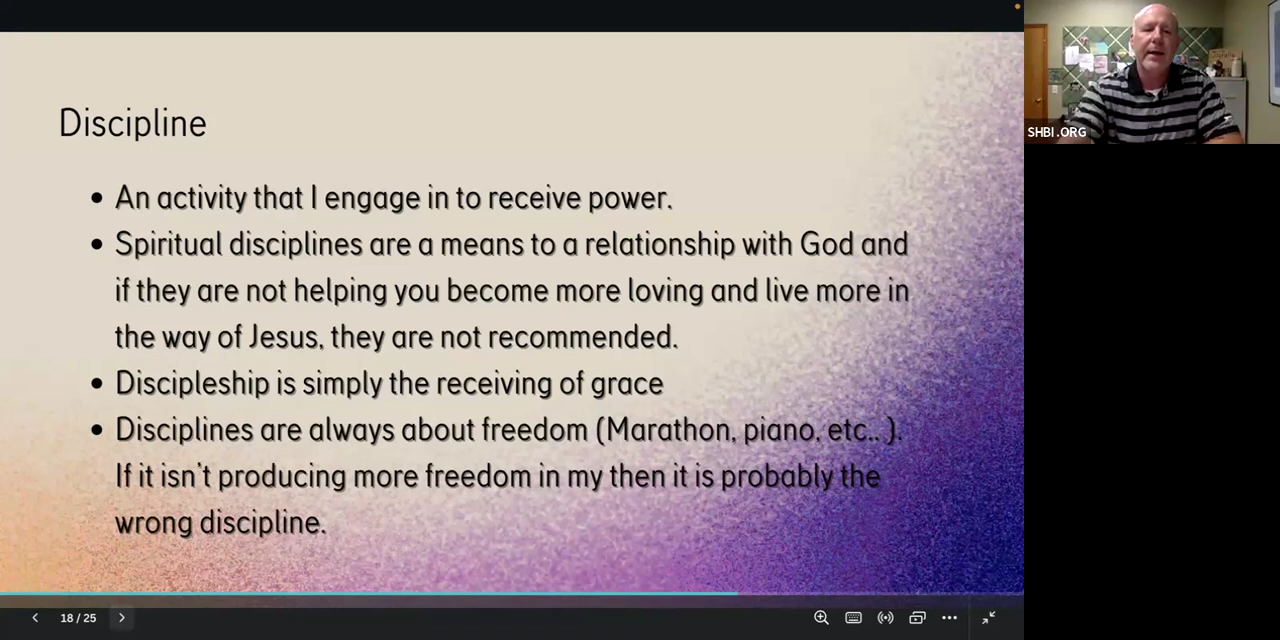 Discipline
• An activity that I engage in to receive power.
• Spiritual disciplines are a means to a relationship with God and
if they are not helping you become more loving and live more in
the way of Jesus, they are not recommended.
• Discipleship is simply the receiving of grace
• Disciplines are always about freedom (Marathon, piano, etc.. ).
If it isn't producing more freedom in my then it is probably the
wrong discipline.
18 / 25
SHBI.ORG